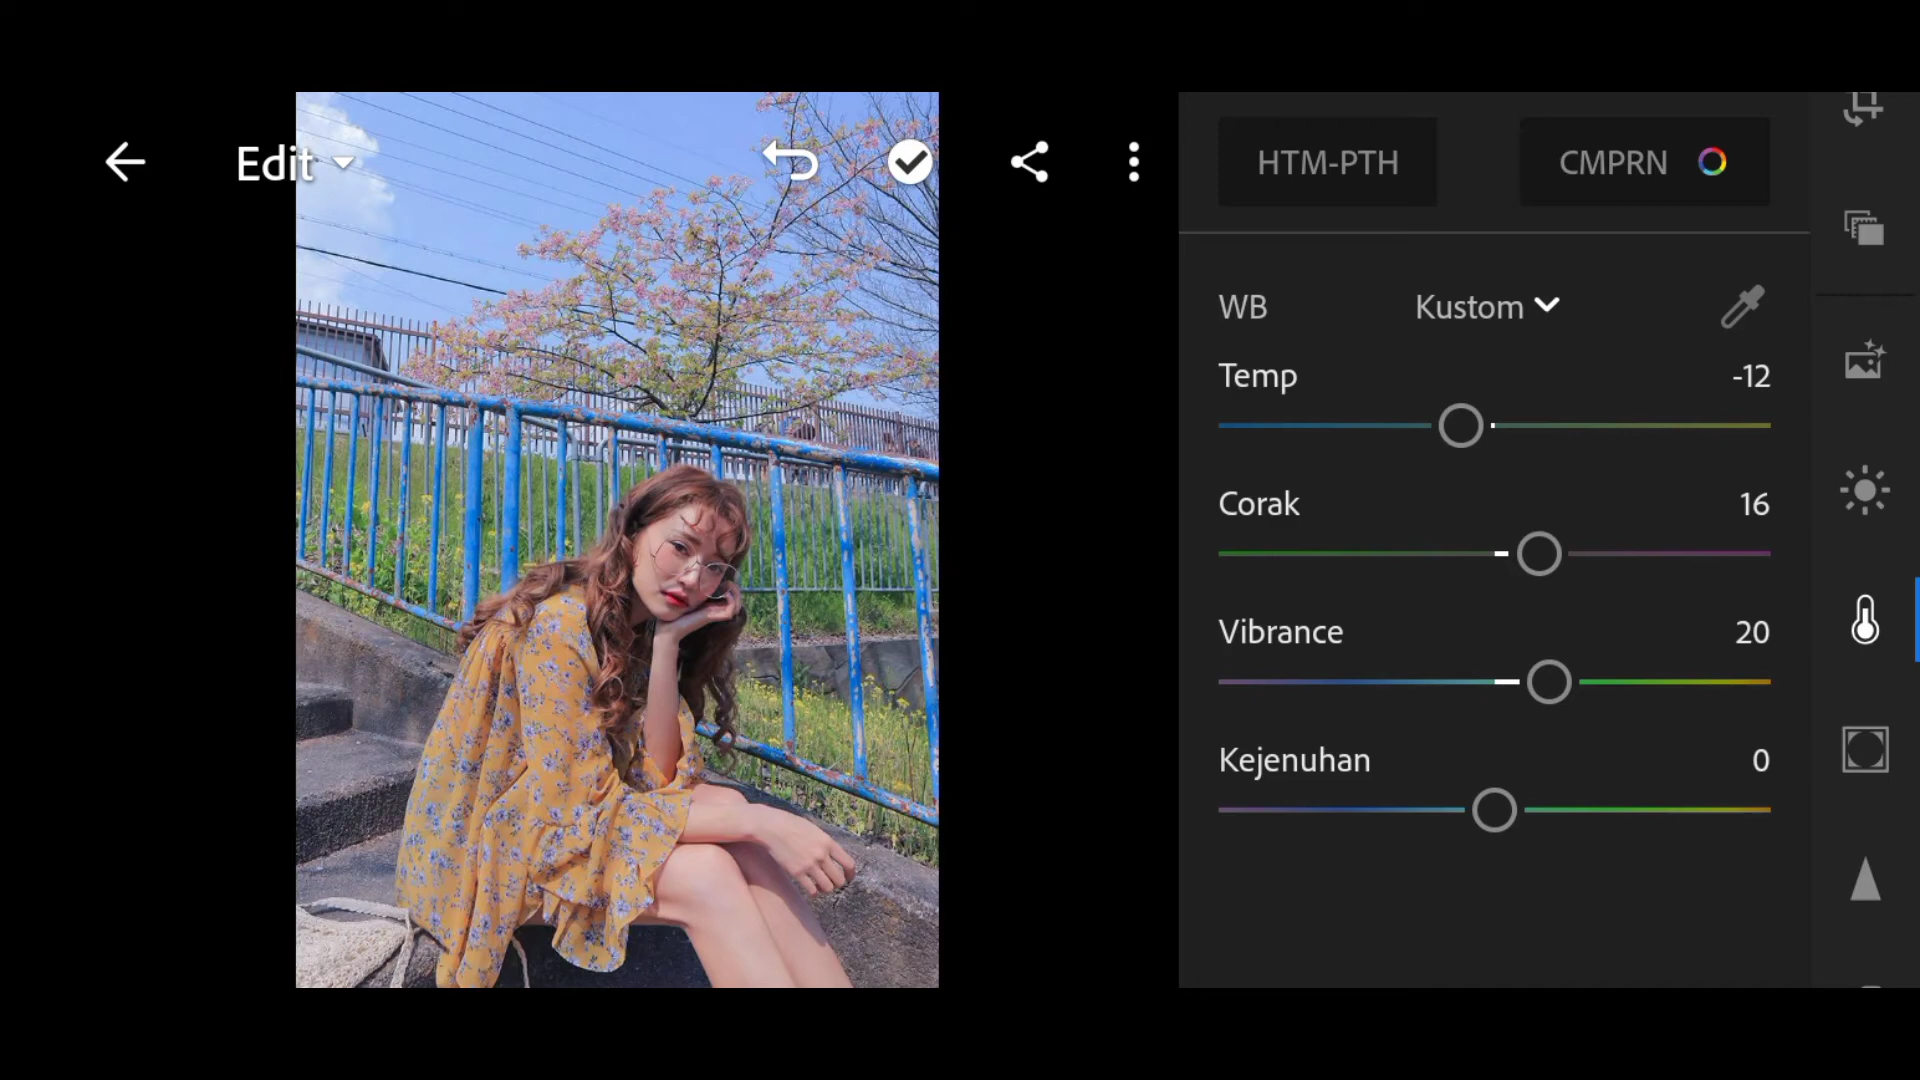 Edit
HTM-PTH
CMPRN
WB
Kustom
Temp
-12
Corak
16
Vibrance
20
Kejenuhan
0